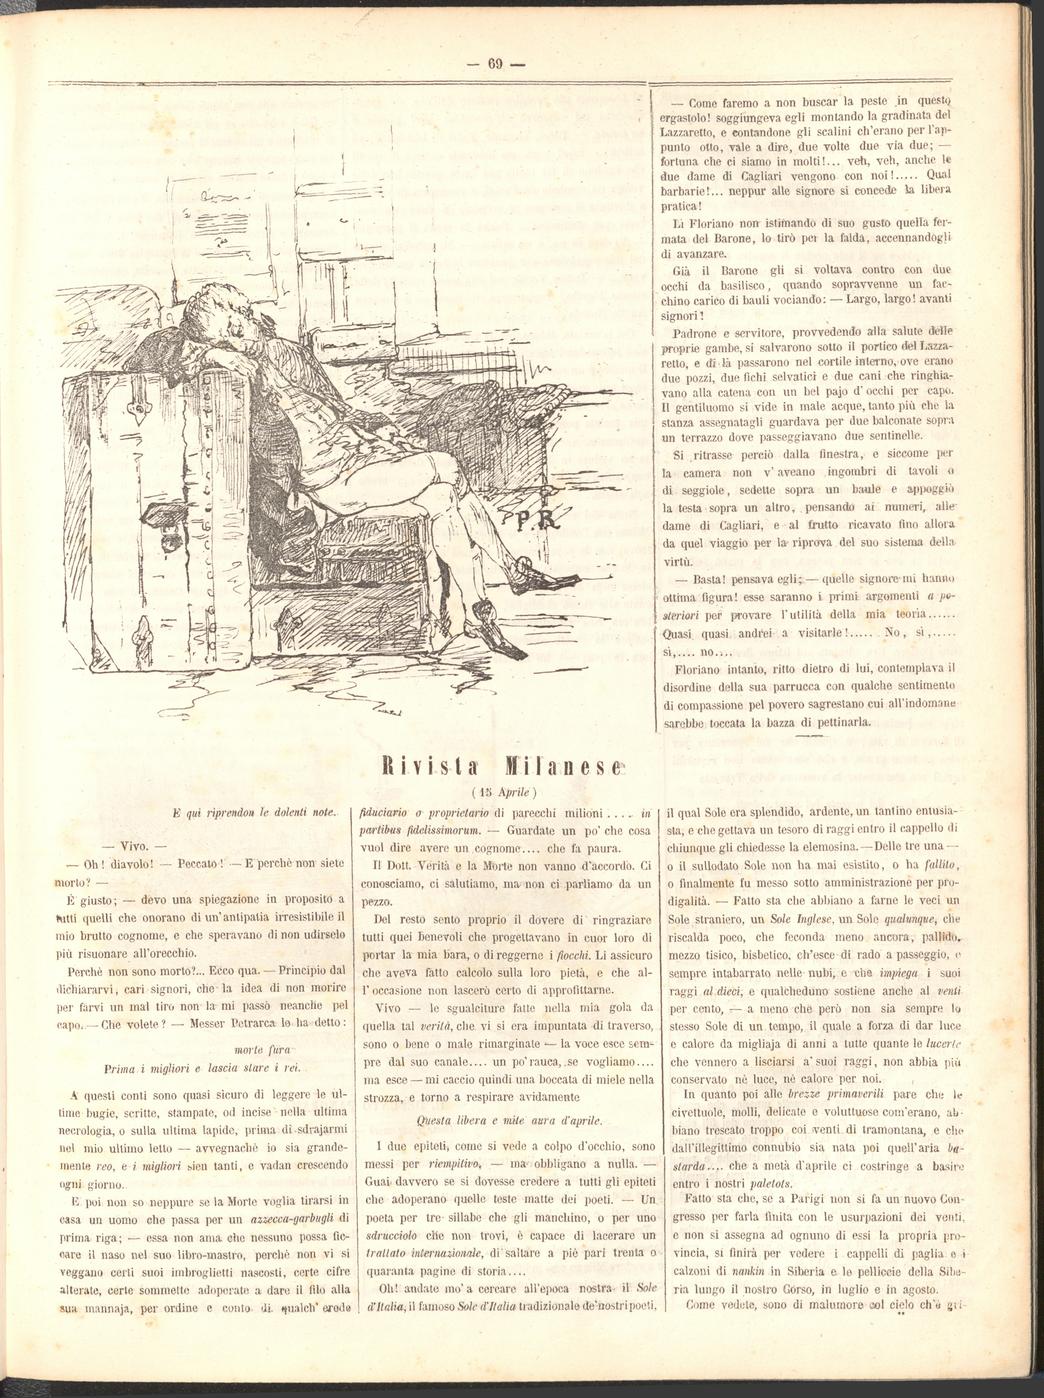 — 69 —
P.R
— Come faremo a non buscar la peste in questo
ergastolo! soggiungeva egli montando la gradinata del
Lazzaretto, e contandone gli scalini ch'erano per l'ap-
punto otto, vale a dire, due volte due via due; —
fortuna che ci siamo in molti!... veh, veh, anche le
due dame di Cagliari vengono con noi!..... Qual
barbarie!... neppur alle signore si concede la libera
pratica!
Lì Floriano non istimando di suo gusto quella fer-
mata del Barone, lo tirò per la falda, accennandogli
di avanzare.
Già il Barone gli si voltava contro con due
occhi da basilisco, quando sopravvenne un fac-
chino carico di bauli vociando: — Largo, largo! avanti
signori!
Padrone e servitore, provvedendo alla salute delle
proprie gambe, si salvarono sotto il portico del Lazza-
retto, e di là passarono nel cortile interno, ove erano
due pozzi, due fichi selvatici e due cani che ringhia-
vano alla catena con un bel pajo d'occhi per capo.
Il gentiluomo si vide in male acque, tanto più che la
stanza assegnatagli guardava per due balconate sopra
un terrazzo dove passeggiavano due sentinelle.
Si ritrasse perciò dalla finestra, e siccome per
la camera non v'aveano ingombri di tavoli o
di seggiole, sedette sopra un baule e appoggiò
la testa sopra un altro, pensando ai numeri, alle
dame di Cagliari, e al frutto ricavato fino allora
da quel viaggio per la riprova del suo sistema della
virtù.
— Basta! pensava egli; — quelle signore mi hanno
ottima figura! esse saranno i primi argomenti a po-
steriori per provare l'utilità della mia teoria......
Quasi quasi andrei a visitarle!..... No, sì,.....
sì,.... no....
Floriano intanto, ritto dietro di lui, contemplava il
disordine della sua parrucca con qualche sentimento
di compassione pel povero sagrestano cui all'indomane
sarebbe toccata la bazza di pettinarla.
Rivista Milanese
( 15 Aprile )
E qui riprendon le dolenti note.
— Vivo. —
— Oh! diavolo! — Peccato! — E perchè non siete
morto? —
È giusto; — devo una spiegazione in proposito a
tutti quelli che onorano di un'antipatia irresistibile il
mio brutto cognome, e che speravano di non udirselo
più risuonare all'orecchio.
Perchè non sono morto?... Ecco qua. — Principio dal
dichiararvi, cari signori, che la idea di non morire
per farvi un mal tiro non la mi passò neanche pel
capo. — Che volete? — Messer Petrarca lo ha detto:
morte fura
Prima i migliori e lascia stare i rei.
A questi conti sono quasi sicuro di leggere le ul-
time bugie, scritte, stampate, od incise nella ultima
necrologia, o sulla ultima lapide, prima di sdrajarmi
nel mio ultimo letto — avvegnachè io sia grande-
mente reo, e i migliori sien tanti, e vadan crescendo
ogni giorno.
E poi non so neppure se la Morte voglia tirarsi in
casa un uomo che passa per un azzecca-garbugli di
prima riga; — essa non ama che nessuno possa fic-
care il naso nel suo libro-mastro, perchè non vi si
veggano certi suoi imbroglietti nascosti, certe cifre
alterate, certe sommette adoperate a dare il filo alla
sua mannaja, per ordine e conto di qualch' erede
fiduciario o proprietario di parecchi milioni .... in
partibus fidelissimorum. — Guardate un po' che cosa
vuol dire avere un cognome.... che fa paura.
Il Dott. Verità e la Morte non vanno d'accordo. Ci
conosciamo, ci salutiamo, ma non ci parliamo da un
pezzo.
Del resto sento proprio il dovere di ringraziare
tutti quei benevoli che progettavano in cuor loro di
portar la mia bara, o di reggerne i fiocchi. Li assicuro
che aveva fatto calcolo sulla loro pietà, e che al-
l'occasione non lascerò certo di approfittarne.
Vivo — le sgualciture fatte nella mia gola da
quella tal verità, che vi si era impuntata di traverso,
sono o bene o male rimarginate — la voce esce sem-
pre dal suo canale.... un po' rauca, se vogliamo....
ma esce — mi caccio quindi una boccata di miele nella
strozza, e torno a respirare avidamente
Questa libera e mite aura d'aprile.
I due epiteti, come si vede a colpo d'occhio, sono
messi per riempitivo, — ma obbligano a nulla. —
Guai davvero se si dovesse credere a tutti gli epiteti
che adoperano quelle teste matte dei poeti. — Un
poeta per tre sillabe che gli manchino, o per uno
sdrucciolo che non trovi, è capace di lacerare un
trattato internazionale, di saltare a piè pari trenta o
quaranta pagine di storia....
Oh! andate mo' a cercare all'epoca nostra il Sole
d'Italia, il famoso Sole d'Italia tradizionale de' nostri poeti,
il qual Sole era splendido, ardente, un tantino entusia-
sta, e che gettava un tesoro di raggi entro il cappello di
chiunque gli chiedesse la elemosina. — Delle tre una —
o il sullodato Sole non ha mai esistito, o ha fallito,
o finalmente fu messo sotto amministrazione per pro-
digalità. — Fatto sta che abbiano a farne le veci un
Sole straniero, un Sole Inglese, un Sole qualunque, che
riscalda poco, che feconda meno ancora, pallido,
mezzo tisico, bisbetico, ch'esce di rado a passeggio, e
sempre intabarrato nelle nubi, e che impiega i suoi
raggi al dieci, e qualcheduno sostiene anche al venti
per cento, — a meno che però non sia sempre lo
stesso Sole di un tempo, il quale a forza di dar luce
e calore da migliaja di anni a tutte quante le lucerte
che vennero a lisciarsi a' suoi raggi, non abbia più
conservato nè luce, nè calore per noi.
In quanto poi alle brezze primaverili pare che le
civettuole, molli, delicate e voluttuose com'erano, ab-
biano trescato troppo coi venti di tramontana, e che
dall'illegittimo connubio sia nata poi quell'aria ba-
starda.... che a metà d'aprile ci costringe a basire
entro i nostri paletots.
Fatto sta che, se a Parigi non si fa un nuovo Con-
gresso per farla finita con le usurpazioni dei venti,
e non si assegna ad ognuno di essi la propria pro-
vincia, si finirà per vedere i cappelli di paglia e i
calzoni di nankin in Siberia e le pelliccie della Sibe-
ria lungo il nostro Corso, in luglio e in agosto.
Come vedete, sono di malumore col cielo ch'è gri-